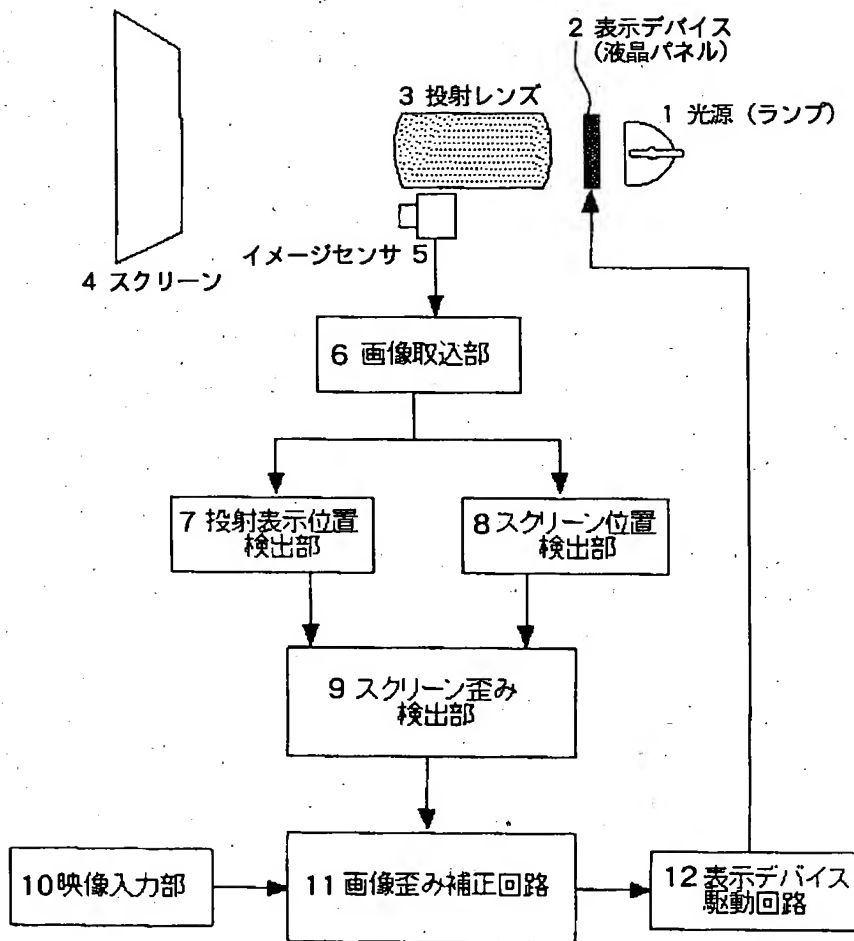 2 表示デバイス
(液晶パネル)
3 投射レンズ
1 光源（ランプ）
イメージセンサ 5
4 スクリーン
6 画像取込部
7 投射表示位置
検出部
8 スクリーン位置
検出部
9 スクリーン歪み
検出部
10 映像入力部
11 画像歪み補正回路
12 表示デバイス
駆動回路